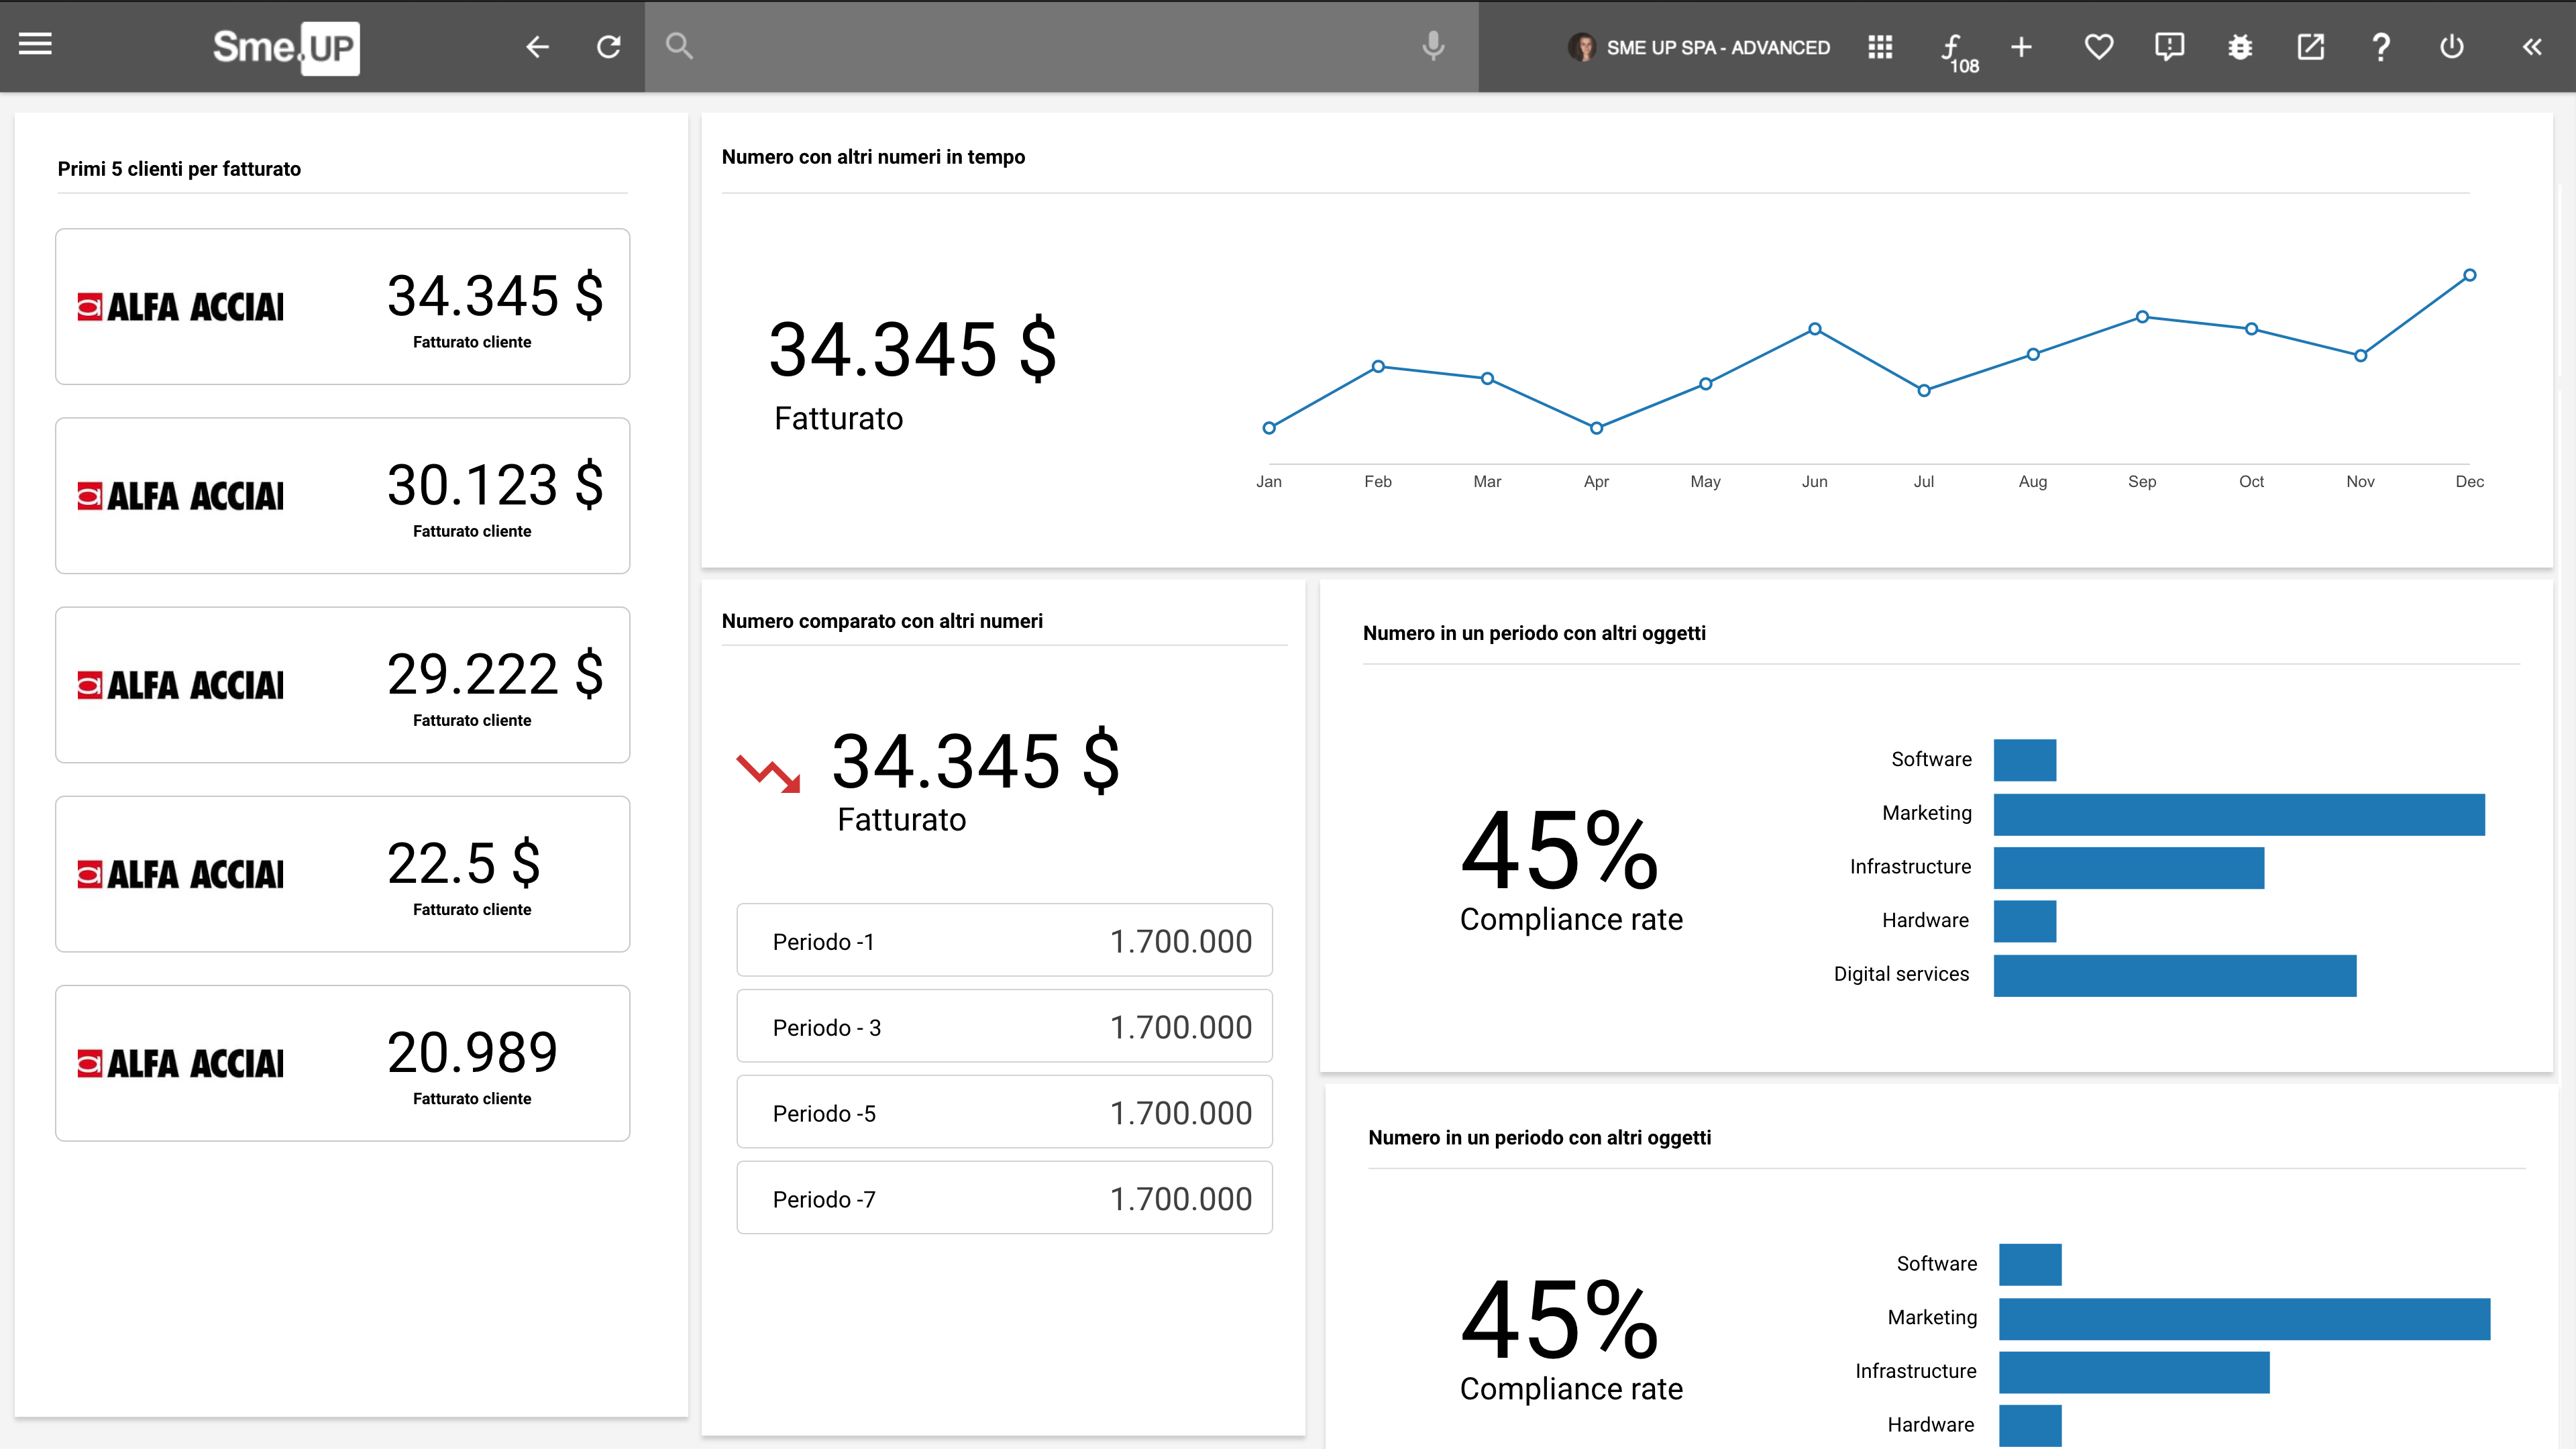 Sme.UP
SME UP SPA - ADVANCED
108
Primi 5 clienti per fatturato
ALFA ACCIAI
34.345 $
Fatturato cliente
ALFA ACCIAI
30.123 $
Fatturato cliente
ALFA ACCIAI
29.222 $
Fatturato cliente
ALFA ACCIAI
22.5 $
Fatturato cliente
ALFA ACCIAI
20.989
Fatturato cliente
Numero con altri numeri in tempo
34.345 $
Fatturato
Jan Feb Mar Apr May Jun Jul Aug Sep Oct Nov Dec
Numero comparato con altri numeri
34.345 $
Fatturato
Periodo -1 1.700.000
Periodo - 3 1.700.000
Periodo -5 1.700.000
Periodo -7 1.700.000
Numero in un periodo con altri oggetti
45%
Compliance rate
Software
Marketing
Infrastructure
Hardware
Digital services
Numero in un periodo con altri oggetti
45%
Compliance rate
Software
Marketing
Infrastructure
Hardware